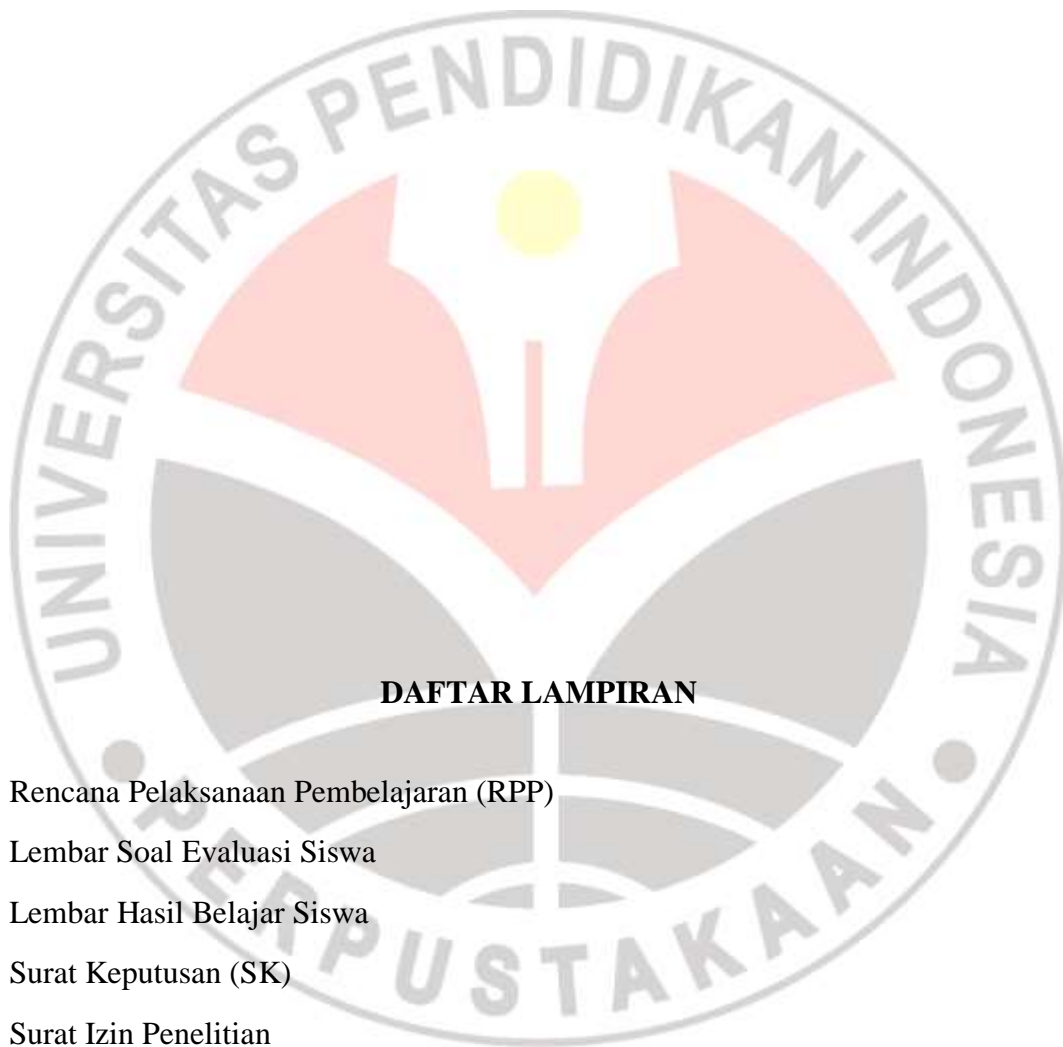 UNIVERSITAS PENDIDIKAN INDONESIA
PERPUSTAKAAN
DAFTAR LAMPIRAN
Rencana Pelaksanaan Pembelajaran (RPP)
Lembar Soal Evaluasi Siswa
Lembar Hasil Belajar Siswa
Surat Keputusan (SK)
Surat Izin Penelitian